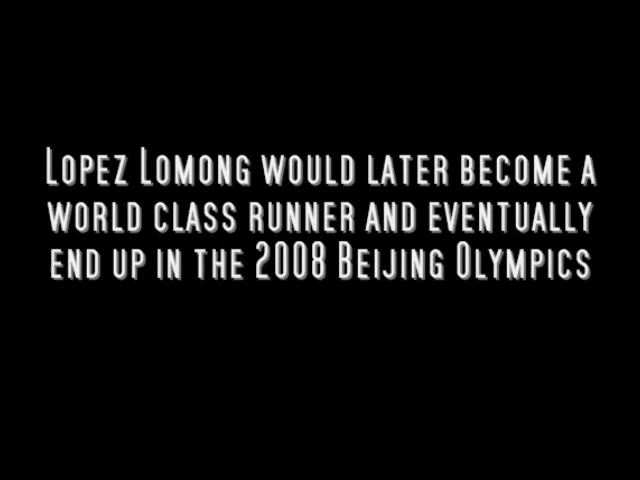 Lopez Lomong would later become a
world class runner and eventually
end up in the 2008 Beijing Olympics